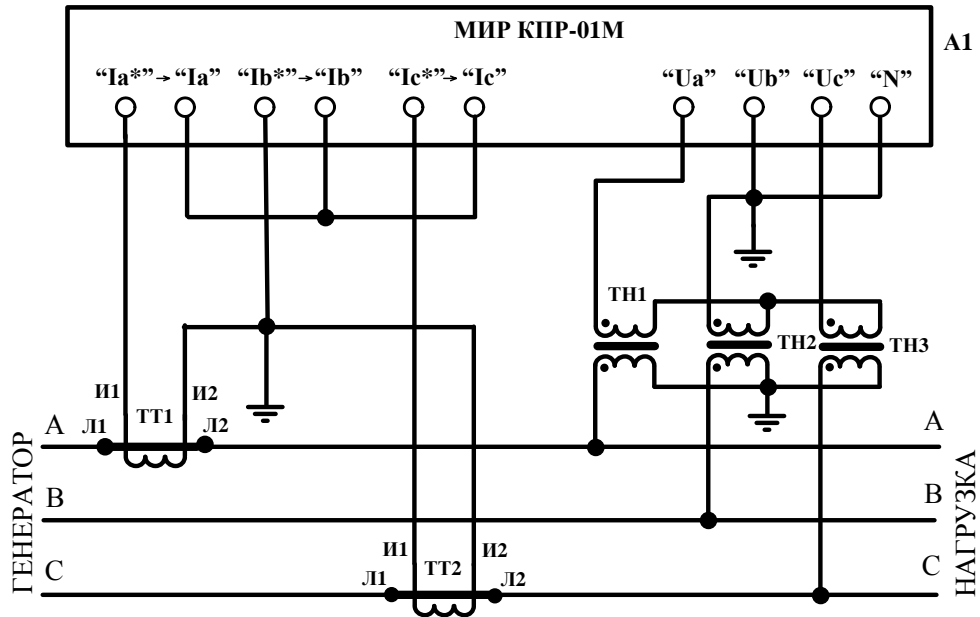 МИР КПР-01М
А1
“Ia*”→“Ia” “Ib*”→“Ib” “Ic*”→“Ic” “Ua” “Ub” “Uc” “N”
ТН1
ТН2
ТН3
И1 И2
ТТ1
Л1 Л2
А А
В В
И1 И2
ТТ2
Л1 Л2
С С
ГЕНЕРАТОР
НАГРУЗКА